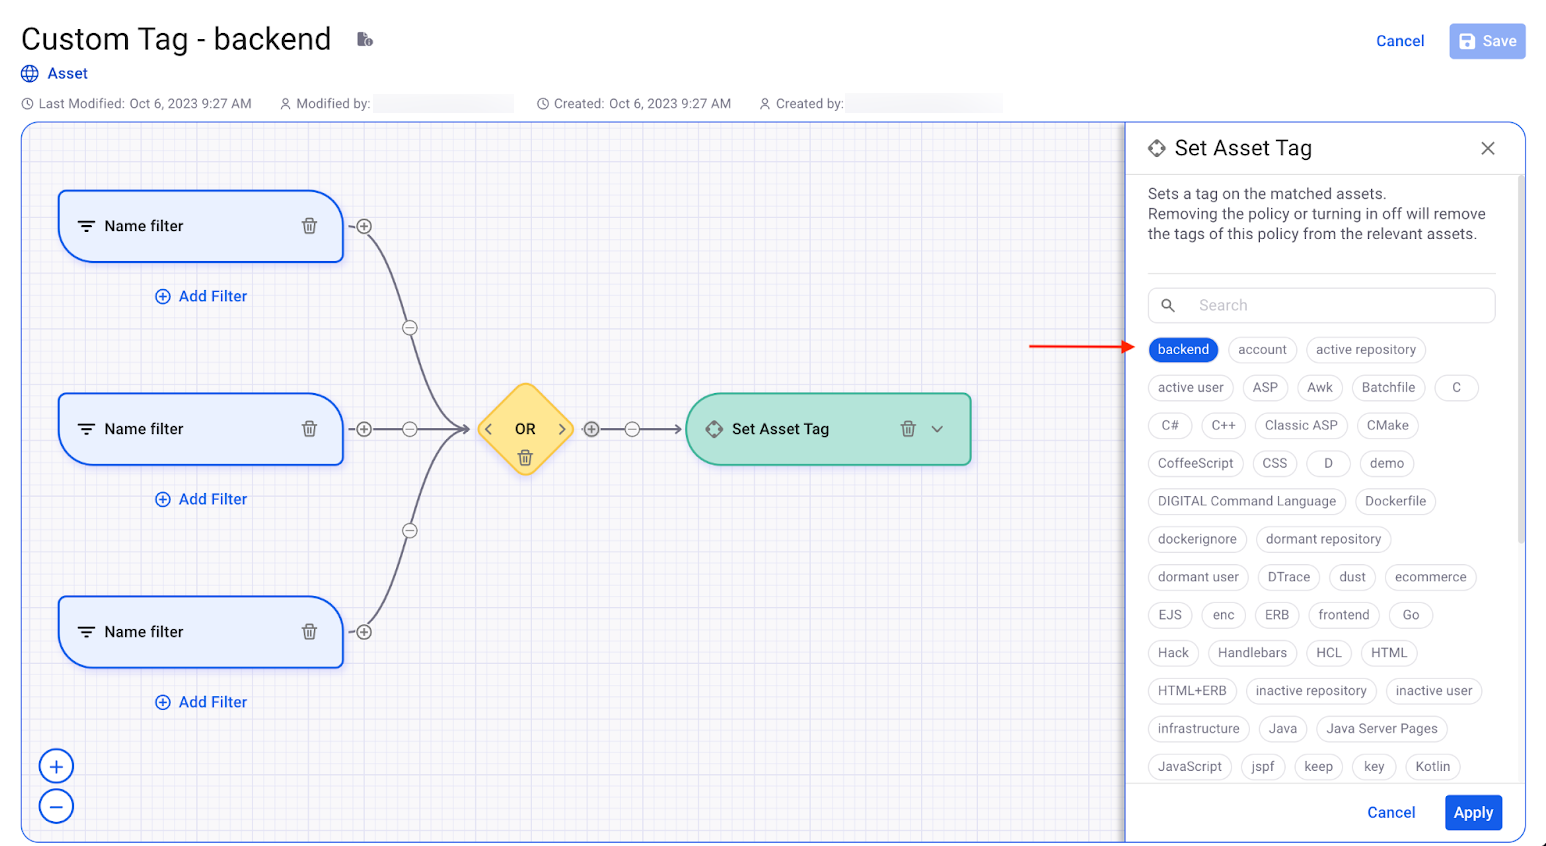 Custom Tag - backend
Cancel
Save
Asset
Last Modified: Oct 6, 2023 9:27 AM Modified by: Created: Oct 6, 2023 9:27 AM Created by:
Name filter
Add Filter
Name filter
Add Filter
Name filter
Add Filter
OR
Set Asset Tag
Set Asset Tag
Sets a tag on the matched assets.
Removing the policy or turning in off will remove
the tags of this policy from the relevant assets.
Search
backend account active repository
active user ASP Awk Batchfile C
C# C++ Classic ASP CMake
CoffeeScript CSS D demo
DIGITAL Command Language Dockerfile
dockerignore dormant repository
dormant user DTrace dust ecommerce
EJS enc ERB frontend Go
Hack Handlebars HCL HTML
HTML+ERB inactive repository inactive user
infrastructure Java Java Server Pages
JavaScript jspf keep key Kotlin
Cancel Apply